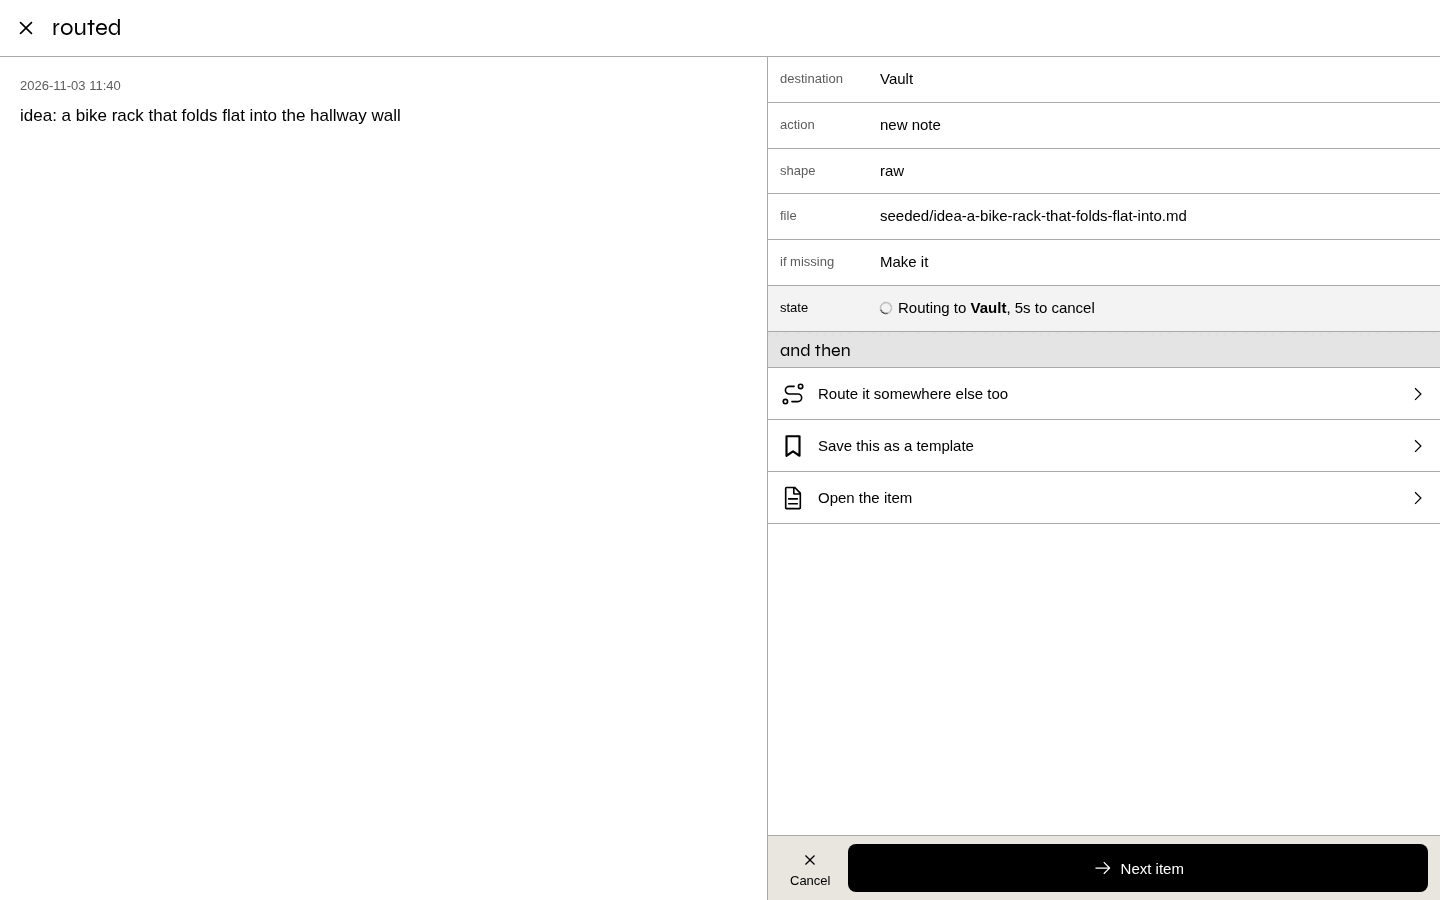 routed
2026-11-03 11:40
idea: a bike rack that folds flat into the hallway wall
destination Vault
action new note
shape raw
file seeded/idea-a-bike-rack-that-folds-flat-into.md
if missing Make it
state Routing to Vault, 5s to cancel
and then
Route it somewhere else too
Save this as a template
Open the item
Cancel
Next item